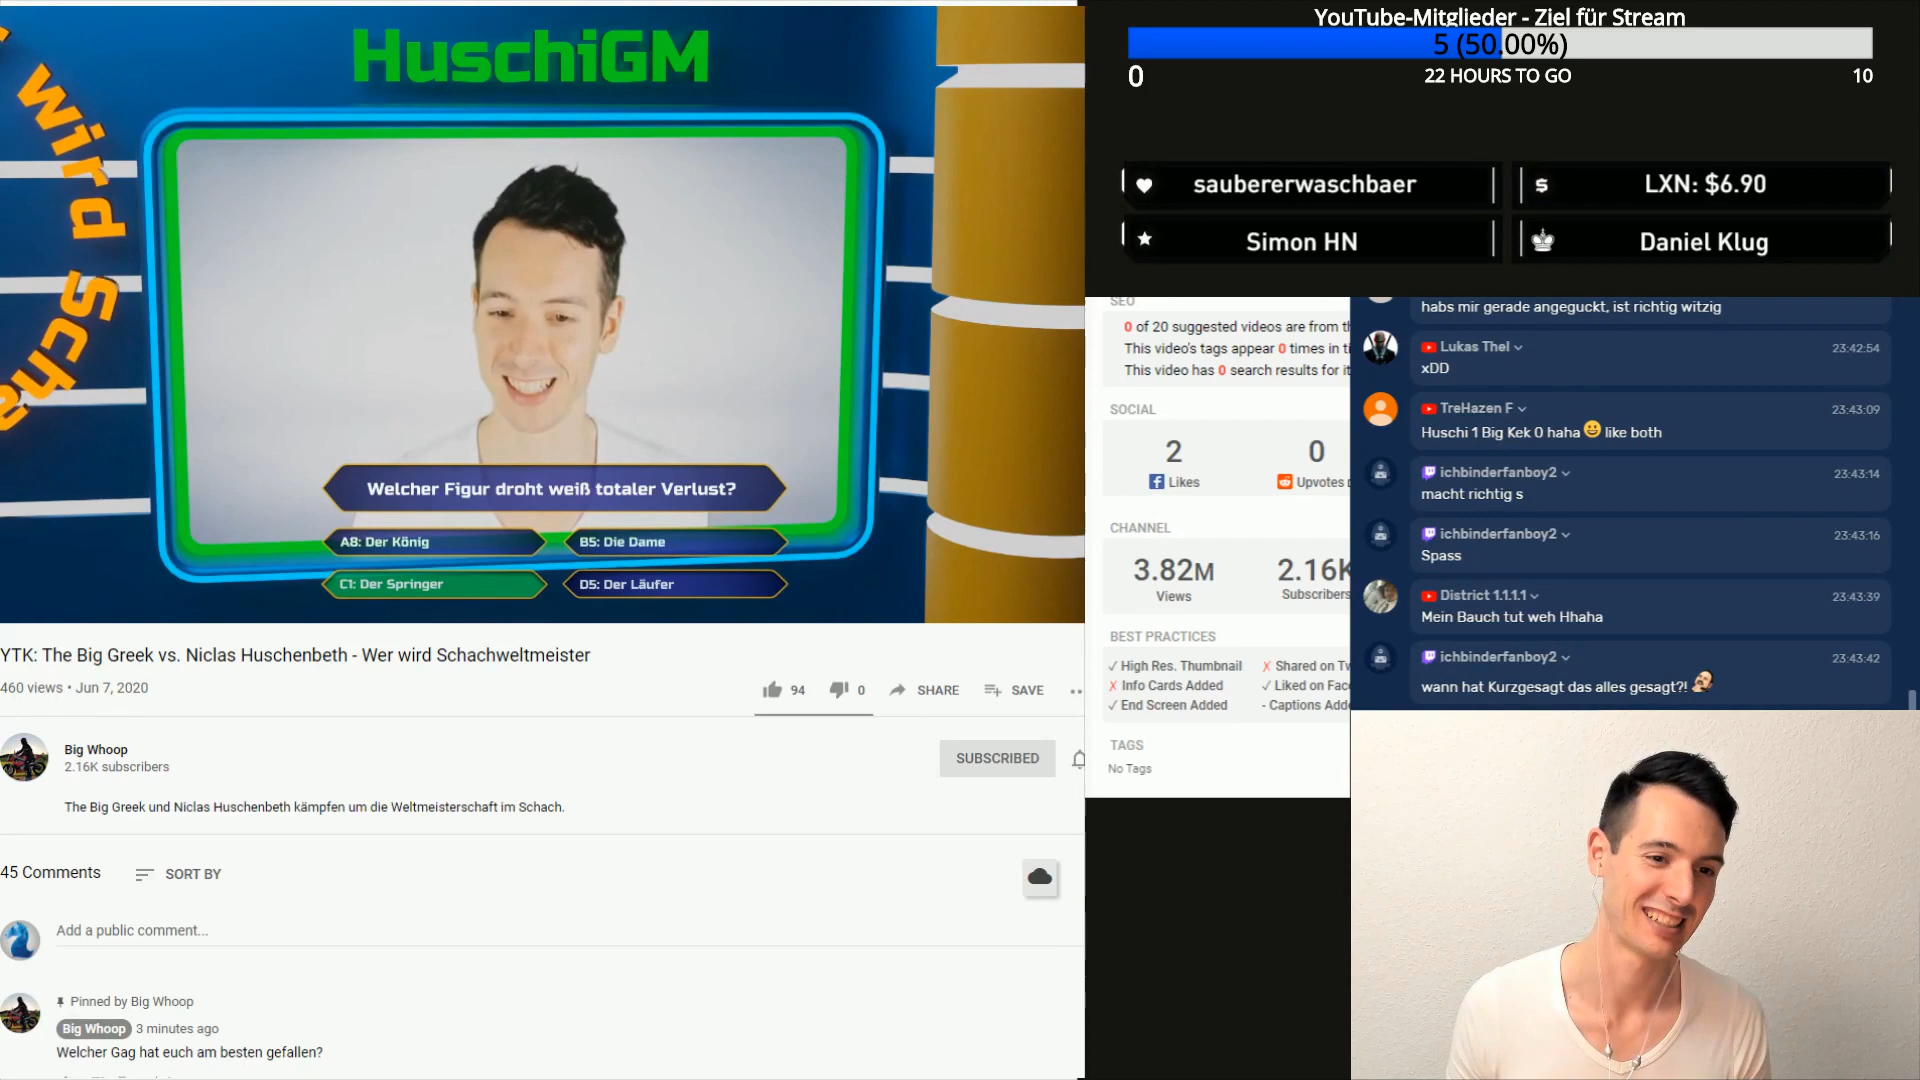 HuschiGM
Wird
Scha
Welcher Figur droht weiß totaler Verlust?
A8: Der König
B5: Die Dame
C1: Der Springer
D5: Der Läufer
YTK: The Big Greek vs. Niclas Huschenbeth - Wer wird Schachweltmeister
460 views • Jun 7, 2020
94
0
SHARE
SAVE
Big Whoop
2.16K subscribers
SUBSCRIBED
The Big Greek und Niclas Huschenbeth kämpfen um die Weltmeisterschaft im Schach.
45 Comments
SORT BY
Add a public comment...
Pinned by Big Whoop
Big Whoop 3 minutes ago
Welcher Gag hat euch am besten gefallen?
YouTube-Mitglieder - Ziel für Stream
5 (50.00%)
0
22 HOURS TO GO
10
saubererwaschbaer
LXN: $6.90
Simon HN
Daniel Klug
SEO
0 of 20 suggested videos are from th
This video's tags appear 0 times in ti
This video has 0 search results for it
SOCIAL
2
0
Likes
Upvotes
CHANNEL
3.82M
2.16K
Views
Subscribers
BEST PRACTICES
✓ High Res. Thumbnail
✗ Shared on Tw
✗ Info Cards Added
✓ Liked on Fac
✓ End Screen Added
- Captions Add
TAGS
No Tags
habs mir gerade angeguckt, ist richtig witzig
Lukas Thel
23:42:54
xDD
TreHazen F
23:43:09
Huschi 1 Big Kek 0 haha 😀 like both
ichbinderfanboy2
23:43:14
macht richtig s
ichbinderfanboy2
23:43:16
Spass
District 1.1.1.1
23:43:39
Mein Bauch tut weh Hhaha
ichbinderfanboy2
23:43:42
wann hat Kurzgesagt das alles gesagt?!